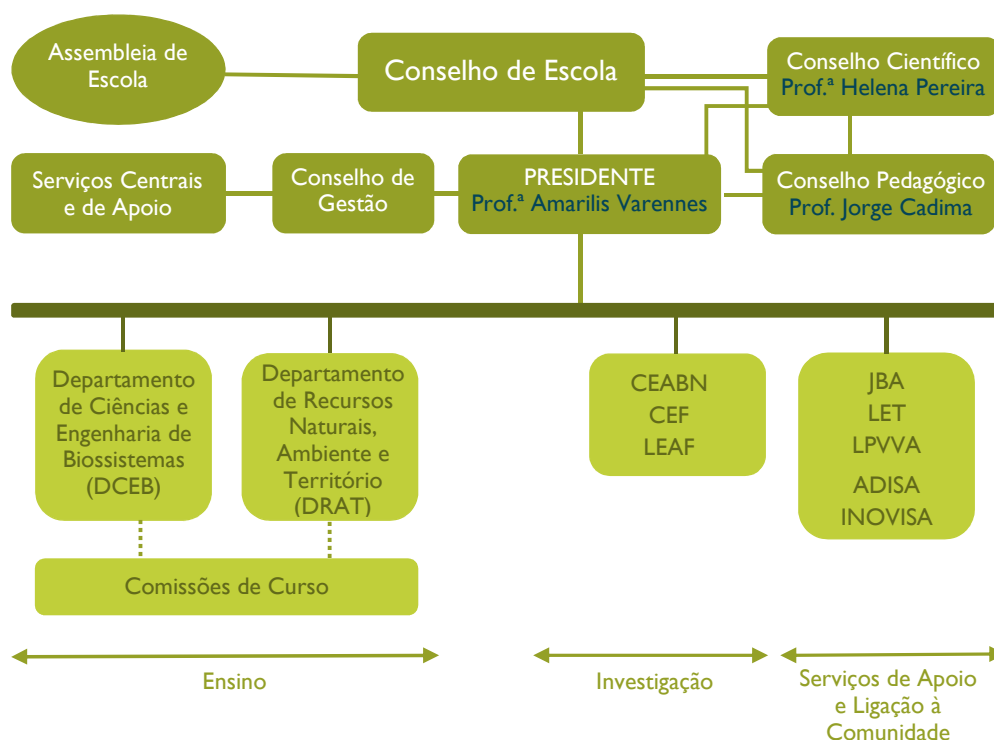 Assembleia de
Escola
Conselho de Escola
Conselho Científico
Prof.ª Helena Pereira
Serviços Centrais
e de Apoio
Conselho de
Gestão
PRESIDENTE
Prof.ª Amarilis Varennes
Conselho Pedagógico
Prof. Jorge Cadima
Departamento
de Ciências e
Engenharia de
Biossistemas
(DCEB)
Departamento
de Recursos
Naturais,
Ambiente e
Território
(DRAT)
CEABN
CEF
LEAF
JBA
LET
LPVVA
ADISA
INOVISA
Comissões de Curso
Ensino
Investigação
Serviços de Apoio
e Ligação à
Comunidade